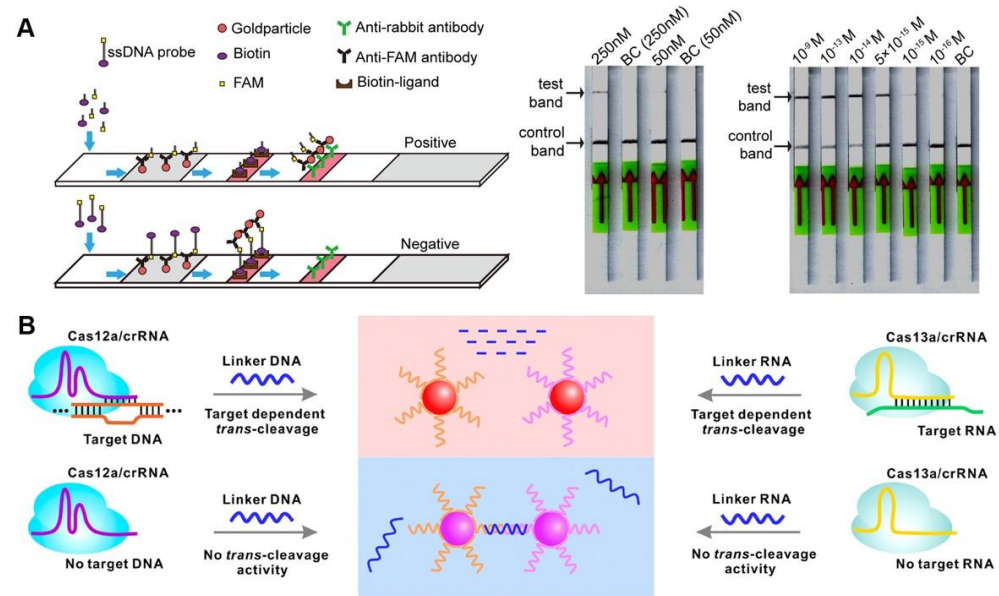 A
ssDNA probe
Goldparticle
Biotin
FAM
Anti-rabbit antibody
Anti-FAM antibody
Biotin-ligand
Positive
Negative
250nM
BC (250nM)
50nM
BC (50nM)
test
band
control
band
10⁻⁹ M
10⁻¹³ M
10⁻¹⁴ M
5×10⁻¹⁵ M
10⁻¹⁵ M
10⁻¹⁶ M
BC
test
band
control
band
B
Cas12a/crRNA
Target DNA
Linker DNA
Target dependent
trans-cleavage
Linker RNA
Target dependent
trans-cleavage
Cas13a/crRNA
Target RNA
Cas12a/crRNA
No target DNA
Linker DNA
No trans-cleavage
activity
Linker RNA
No trans-cleavage
activity
Cas13a/crRNA
No target RNA